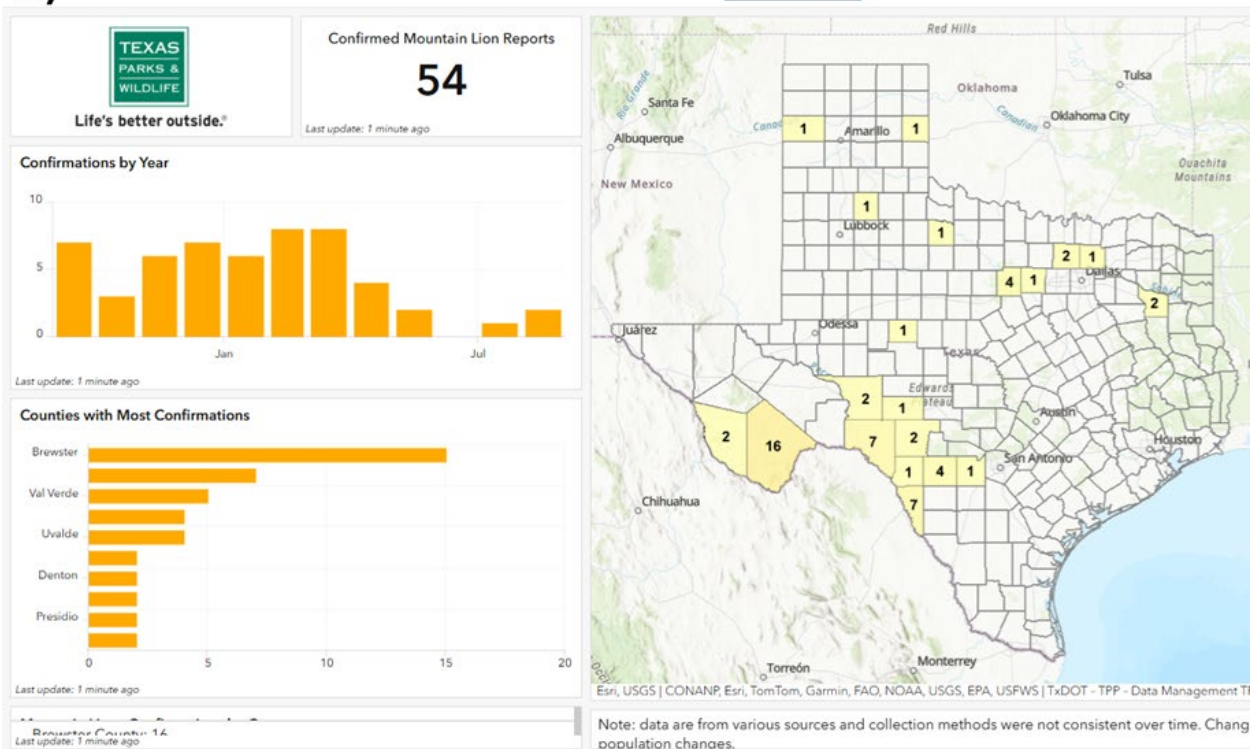 TEXAS
PARKS &
WILDLIFE
Life's better outside.®
Confirmed Mountain Lion Reports
54
Last update: 1 minute ago
Confirmations by Year
10
5
0
Jan
Jul
Last update: 1 minute ago
Counties with Most Confirmations
Brewster
Val Verde
Uvalde
Denton
Presidio
0 5 10 15 20
Last update: 1 minute ago
Brewster County: 16
Last update: 1 minute ago
Red Hills
Rio Grande
Santa Fe
Albuquerque
New Mexico
Oklahoma
Tulsa
Canadian
Oklahoma City
1
Amarillo
1
Ouachita
Mountains
1
Lubbock
1
2 1
Dallas
4 1
Sabine
2
Juárez
Odessa
1
Texas
Edwards
Plateau
2
1
Austin
2
16
7
2
Houston
San Antonio
1 4 1
7
Chihuahua
Torreón
Monterrey
Esri, USGS | CONANP, Esri, TomTom, Garmin, FAO, NOAA, USGS, EPA, USFWS | TxDOT - TPP - Data Management
Note: data are from various sources and collection methods were not consistent over time. Chang
population changes.